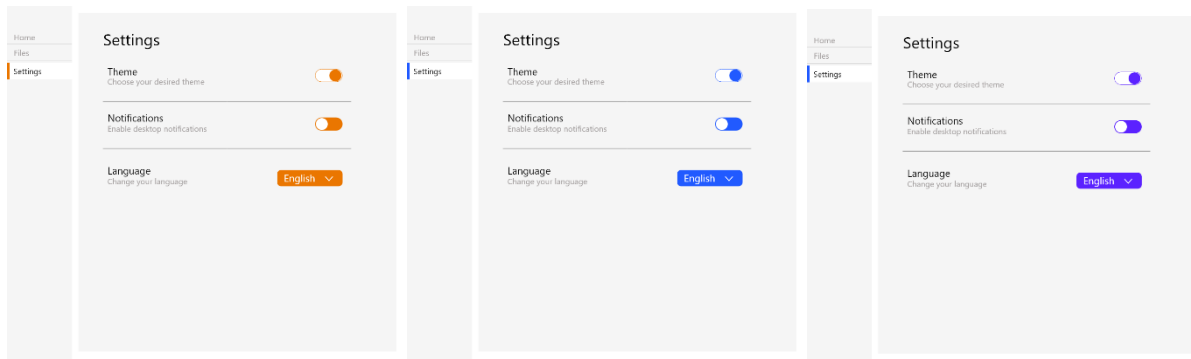 Home
Files
Settings
Settings
Theme
Choose your desired theme
Notifications
Enable desktop notifications
Language
Change your language
English
Home
Files
Settings
Settings
Theme
Choose your desired theme
Notifications
Enable desktop notifications
Language
Change your language
English
Home
Files
Settings
Settings
Theme
Choose your desired theme
Notifications
Enable desktop notifications
Language
Change your language
English